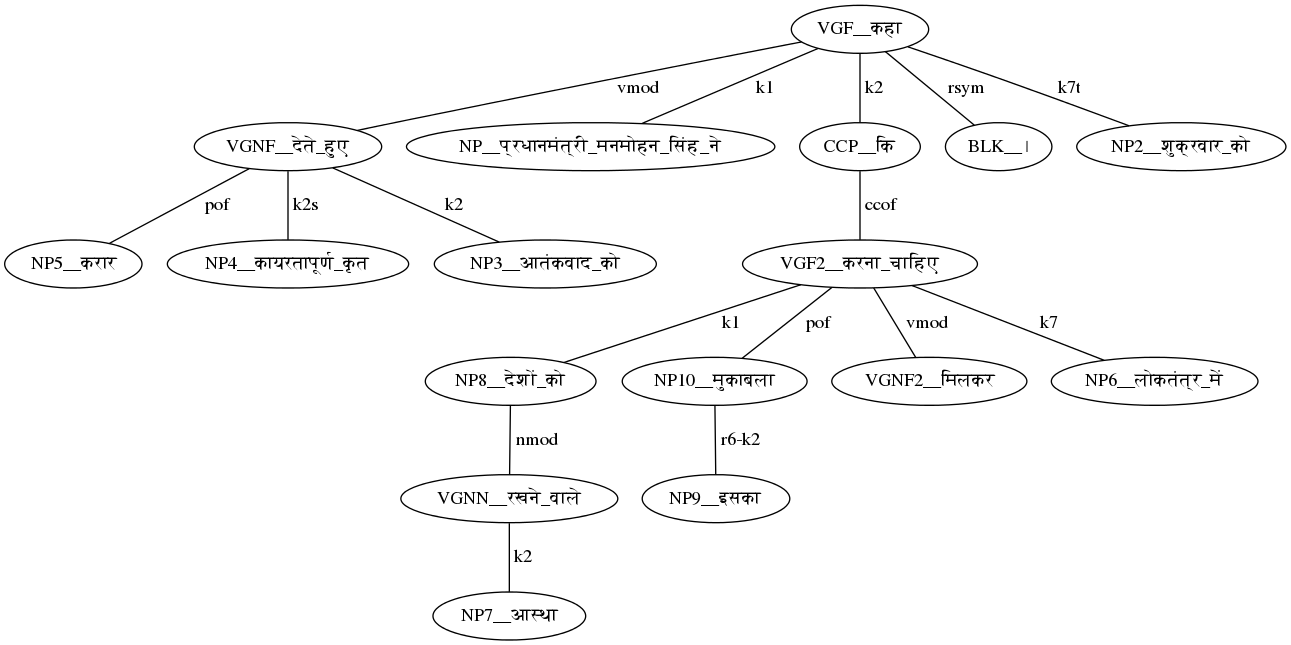 VGF__कहा
vmod k1 k2 rsym k7t
VGNF__देते_हुए NP__प्रधानमंत्री_मनमोहन_सिंह_ने CCP__कि BLK__। NP2__शुक्रवार_को
pof k2s k2 ccof
NP5__करार NP4__कायरतापूर्ण_कृत NP3__आतंकवाद_को VGF2__करना_चाहिए
k1 pof vmod k7
NP8__देशों_को NP10__मुकाबला VGNF2__मिलकर NP6__लोकतंत्र_में
nmod r6-k2
VGNN__रखने_वाले NP9__इसका
k2
NP7__आस्था